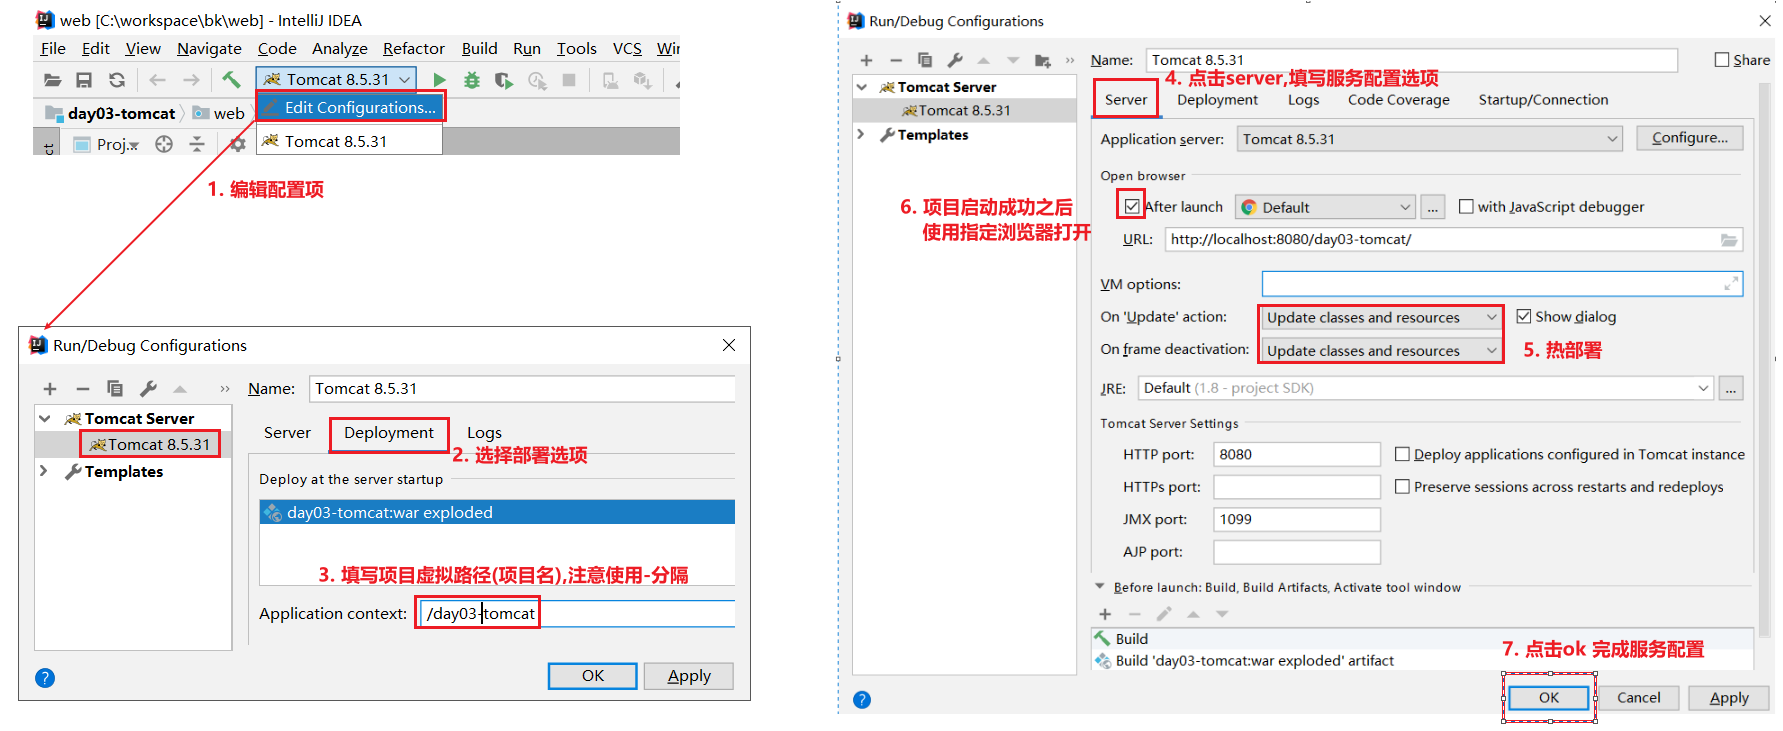 web [C:\workspace\bk\web] - IntelliJ IDEA
File Edit View Navigate Code Analyze Refactor Build Run Tools VCS
Tomcat 8.5.31
day03-tomcat web Edit Configurations...
Proj.. Tomcat 8.5.31
1. 编辑配置项
Run/Debug Configurations
Name: Tomcat 8.5.31
Tomcat Server
Tomcat 8.5.31
Templates
Server Deployment Logs
2. 选择部署选项
Deploy at the server startup
day03-tomcat:war exploded
3. 填写项目虚拟路径(项目名),注意使用-分隔
Application context: /day03-tomcat
? OK Apply
Run/Debug Configurations
Name: Tomcat 8.5.31 Share
4. 点击server,填写服务配置选项
Tomcat Server
Tomcat 8.5.31
Templates
Server Deployment Logs Code Coverage Startup/Connection
Application server: Tomcat 8.5.31 Configure...
Open browser
6. 项目启动成功之后
使用指定浏览器打开
After launch Default ... with JavaScript debugger
URL: http://localhost:8080/day03-tomcat/
VM options:
On 'Update' action: Update classes and resources Show dialog
On frame deactivation: Update classes and resources
5. 热部署
JRE: Default (1.8 - project SDK) ...
Tomcat Server Settings
HTTP port: 8080 Deploy applications configured in Tomcat instance
HTTPs port: Preserve sessions across restarts and redeploys
JMX port: 1099
AJP port:
Before launch: Build, Build Artifacts, Activate tool window
Build
Build 'day03-tomcat:war exploded' artifact
7. 点击ok 完成服务配置
? OK Cancel Apply